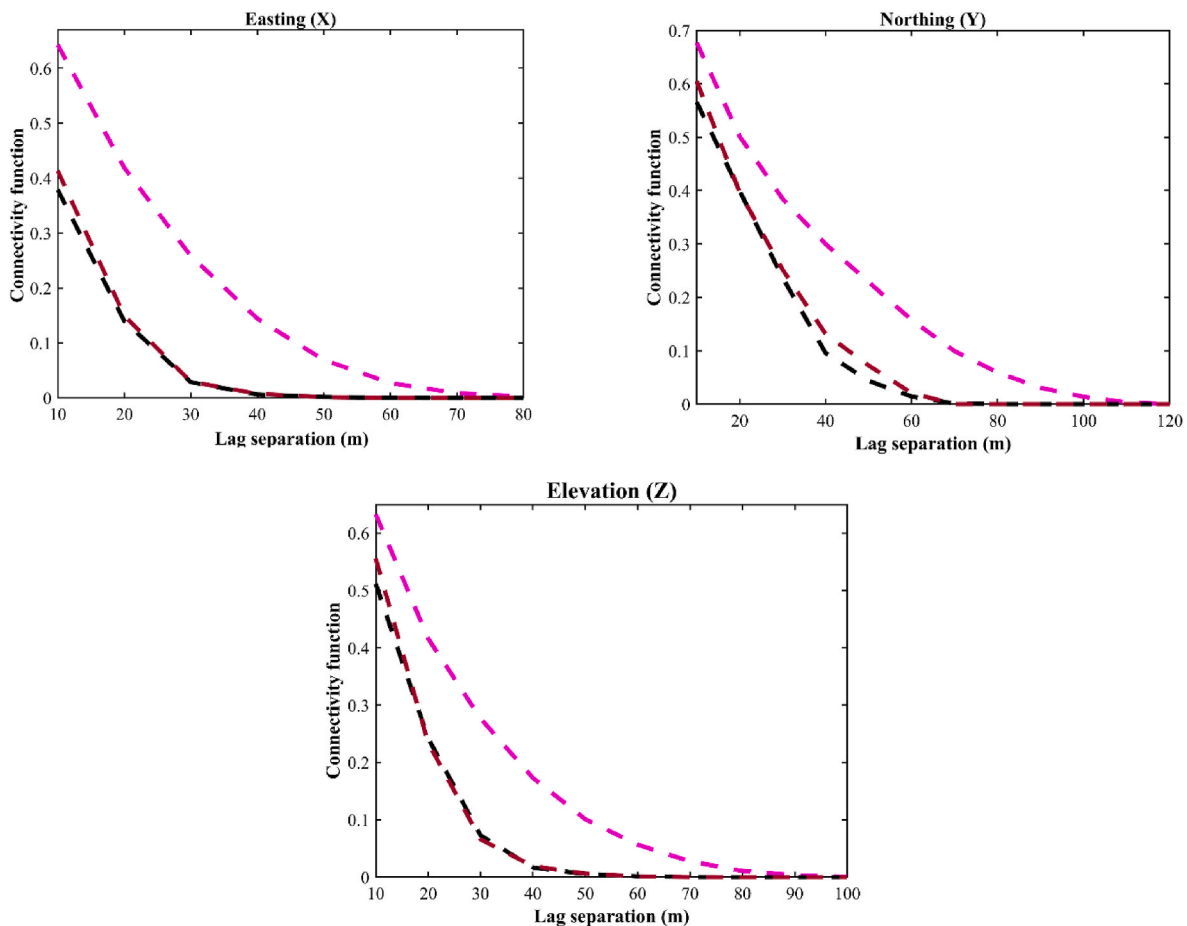 Easting (X)
Connectivity function
0.6
0.5
0.4
0.3
0.2
0.1
0
10 20 30 40 50 60 70 80
Lag separation (m)
Northing (Y)
Connectivity function
0.7
0.6
0.5
0.4
0.3
0.2
0.1
0
20 40 60 80 100 120
Lag separation (m)
Elevation (Z)
Connectivity function
0.6
0.5
0.4
0.3
0.2
0.1
0
10 20 30 40 50 60 70 80 90 100
Lag separation (m)